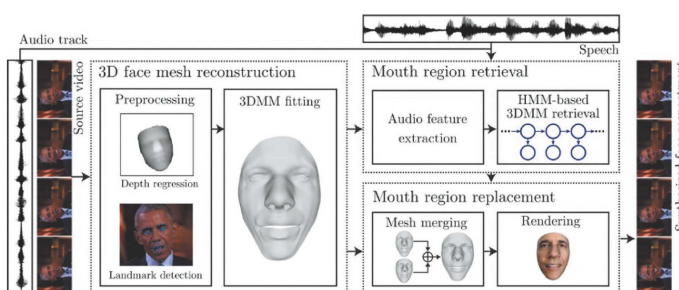 Audio track
Speech
Source video
3D face mesh reconstruction
Preprocessing
Depth regression
Landmark detection
3DMM fitting
Mouth region retrieval
Audio feature
extraction
HMM-based
3DMM retrieval
Mouth region replacement
Mesh merging
Rendering